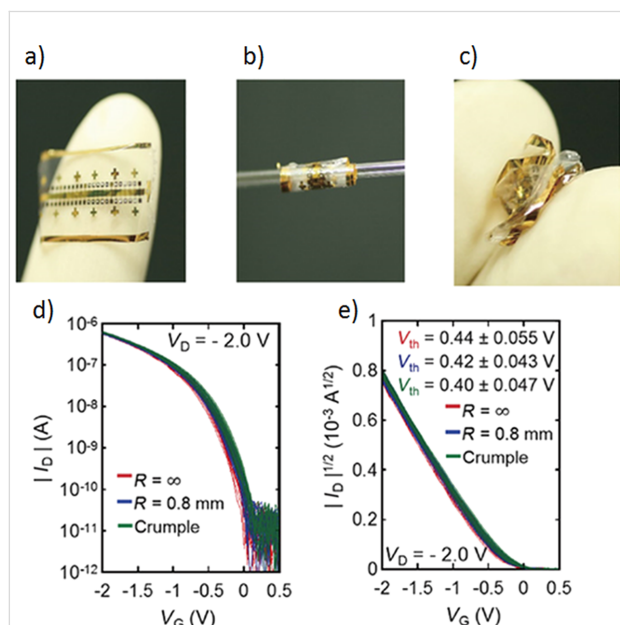 a)
b)
c)
d)
10⁻⁶
10⁻⁷
10⁻⁸
10⁻⁹
10⁻¹⁰
10⁻¹¹
10⁻¹²
| I_D | (A)
V_D = - 2.0 V
R = ∞
R = 0.8 mm
Crumple
-2 -1.5 -1 -0.5 0 0.5
V_G (V)
e)
1
0.8
0.6
0.4
0.2
0
| I_D |^1/2 (10⁻³ A^1/2)
V_th = 0.44 ± 0.055 V
V_th = 0.42 ± 0.043 V
V_th = 0.40 ± 0.047 V
R = ∞
R = 0.8 mm
Crumple
V_D = - 2.0 V
-2 -1.5 -1 -0.5 0 0.5
V_G (V)